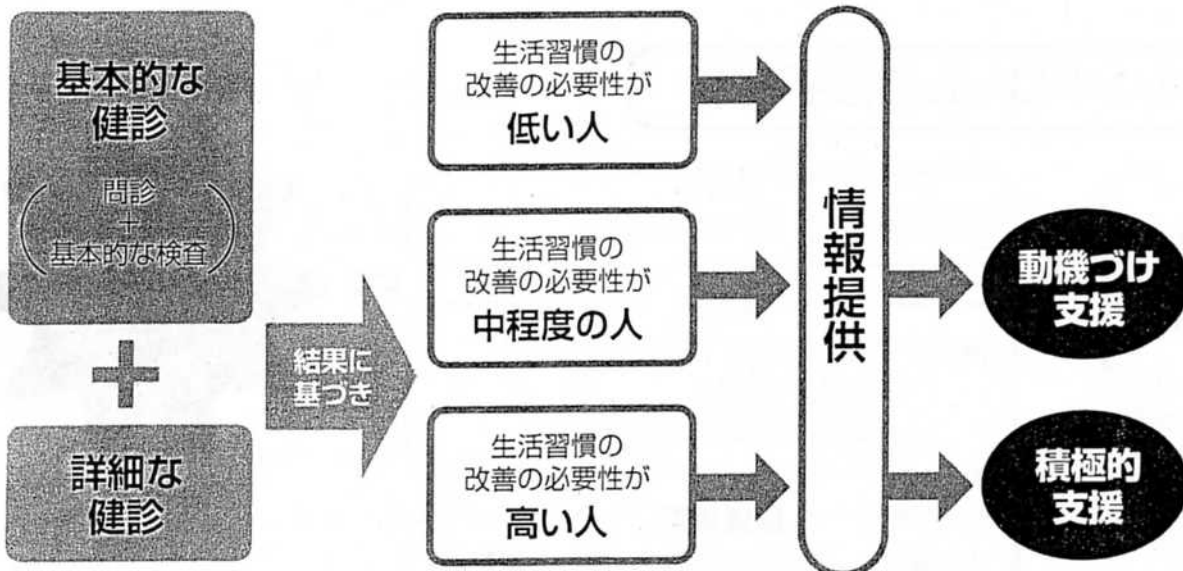 基本的な
健診
問診
+
基本的な検査
+
詳細な
健診
結果に
基づき
生活習慣の
改善の必要性が
低い人
生活習慣の
改善の必要性が
中程度の人
生活習慣の
改善の必要性が
高い人
情報提供
動機づけ
支援
積極的
支援